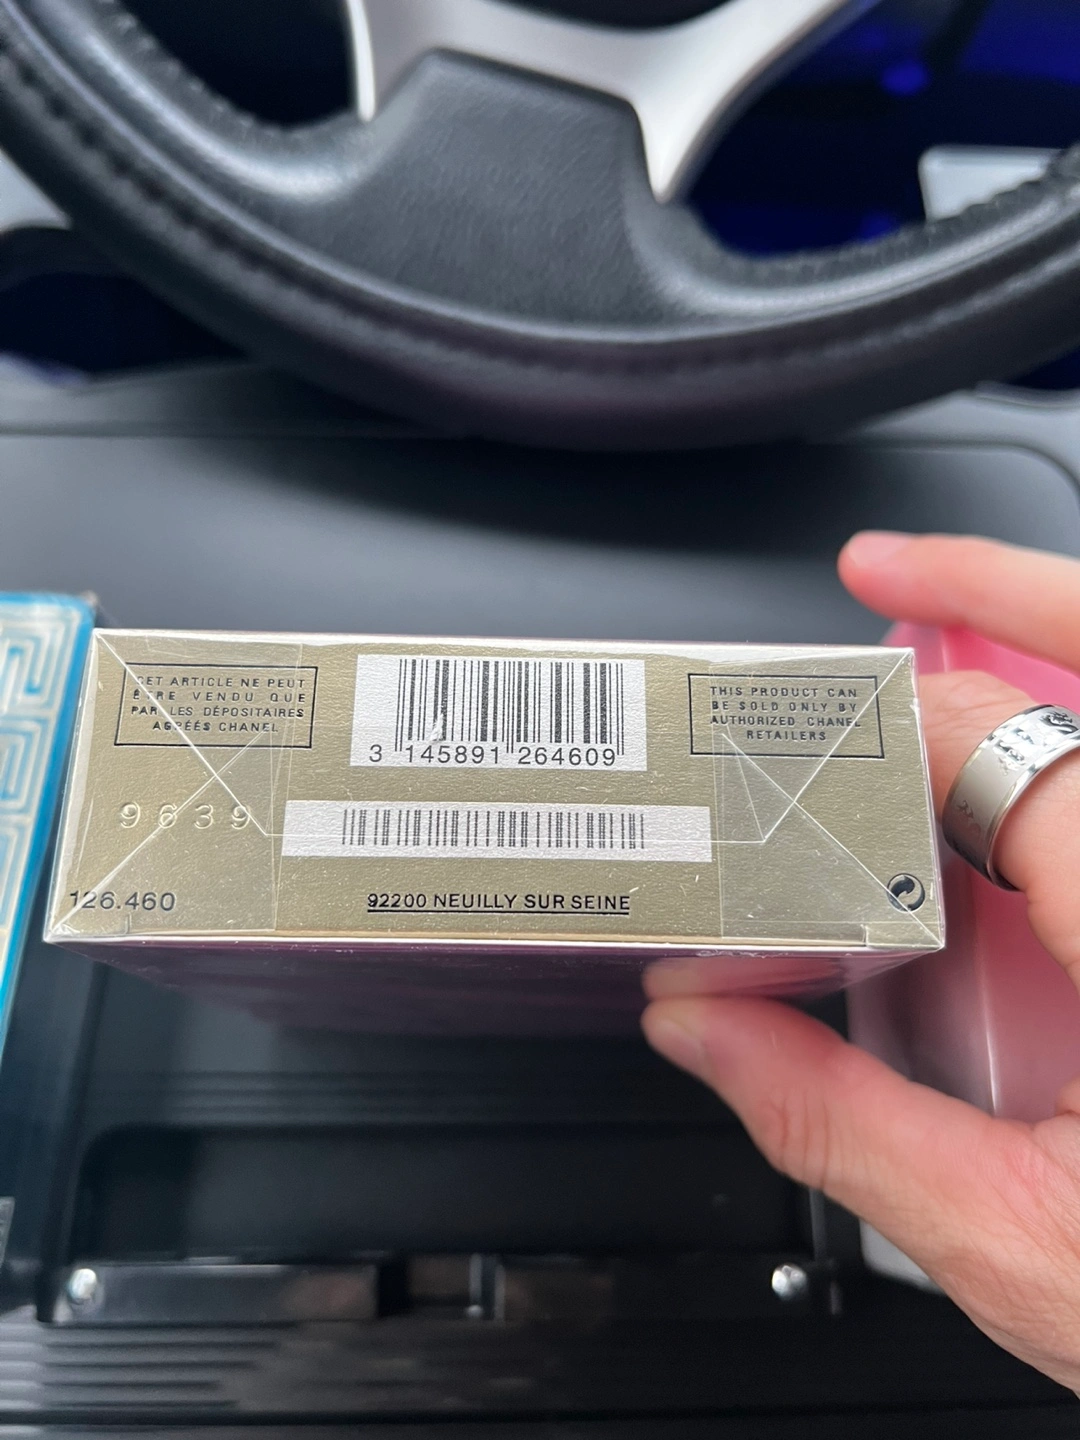 CET ARTICLE NE PEUT
ÊTRE VENDU QUE
PAR LES DÉPOSITAIRES
AGRÉÉS CHANEL
3 145891 264609
THIS PRODUCT CAN
BE SOLD ONLY BY
AUTHORIZED CHANEL
RETAILERS
9639
126.460
92200 NEUILLY SUR SEINE